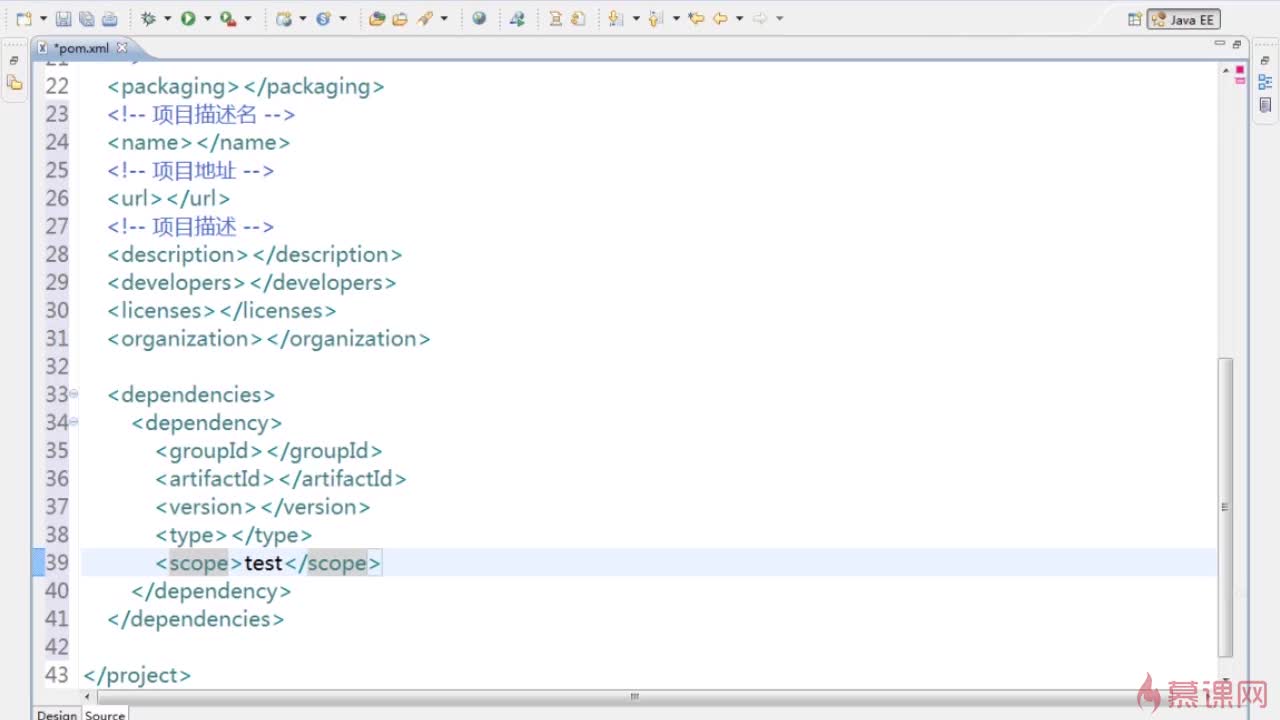 Java EE
*pom.xml
22 <packaging></packaging>
23 <!-- 项目描述名 -->
24 <name></name>
25 <!-- 项目地址 -->
26 <url></url>
27 <!-- 项目描述 -->
28 <description></description>
29 <developers></developers>
30 <licenses></licenses>
31 <organization></organization>
32
33 <dependencies>
34 <dependency>
35 <groupId></groupId>
36 <artifactId></artifactId>
37 <version></version>
38 <type></type>
39 <scope>test</scope>
40 </dependency>
41 </dependencies>
42
43 </project>
Design Source
慕课网